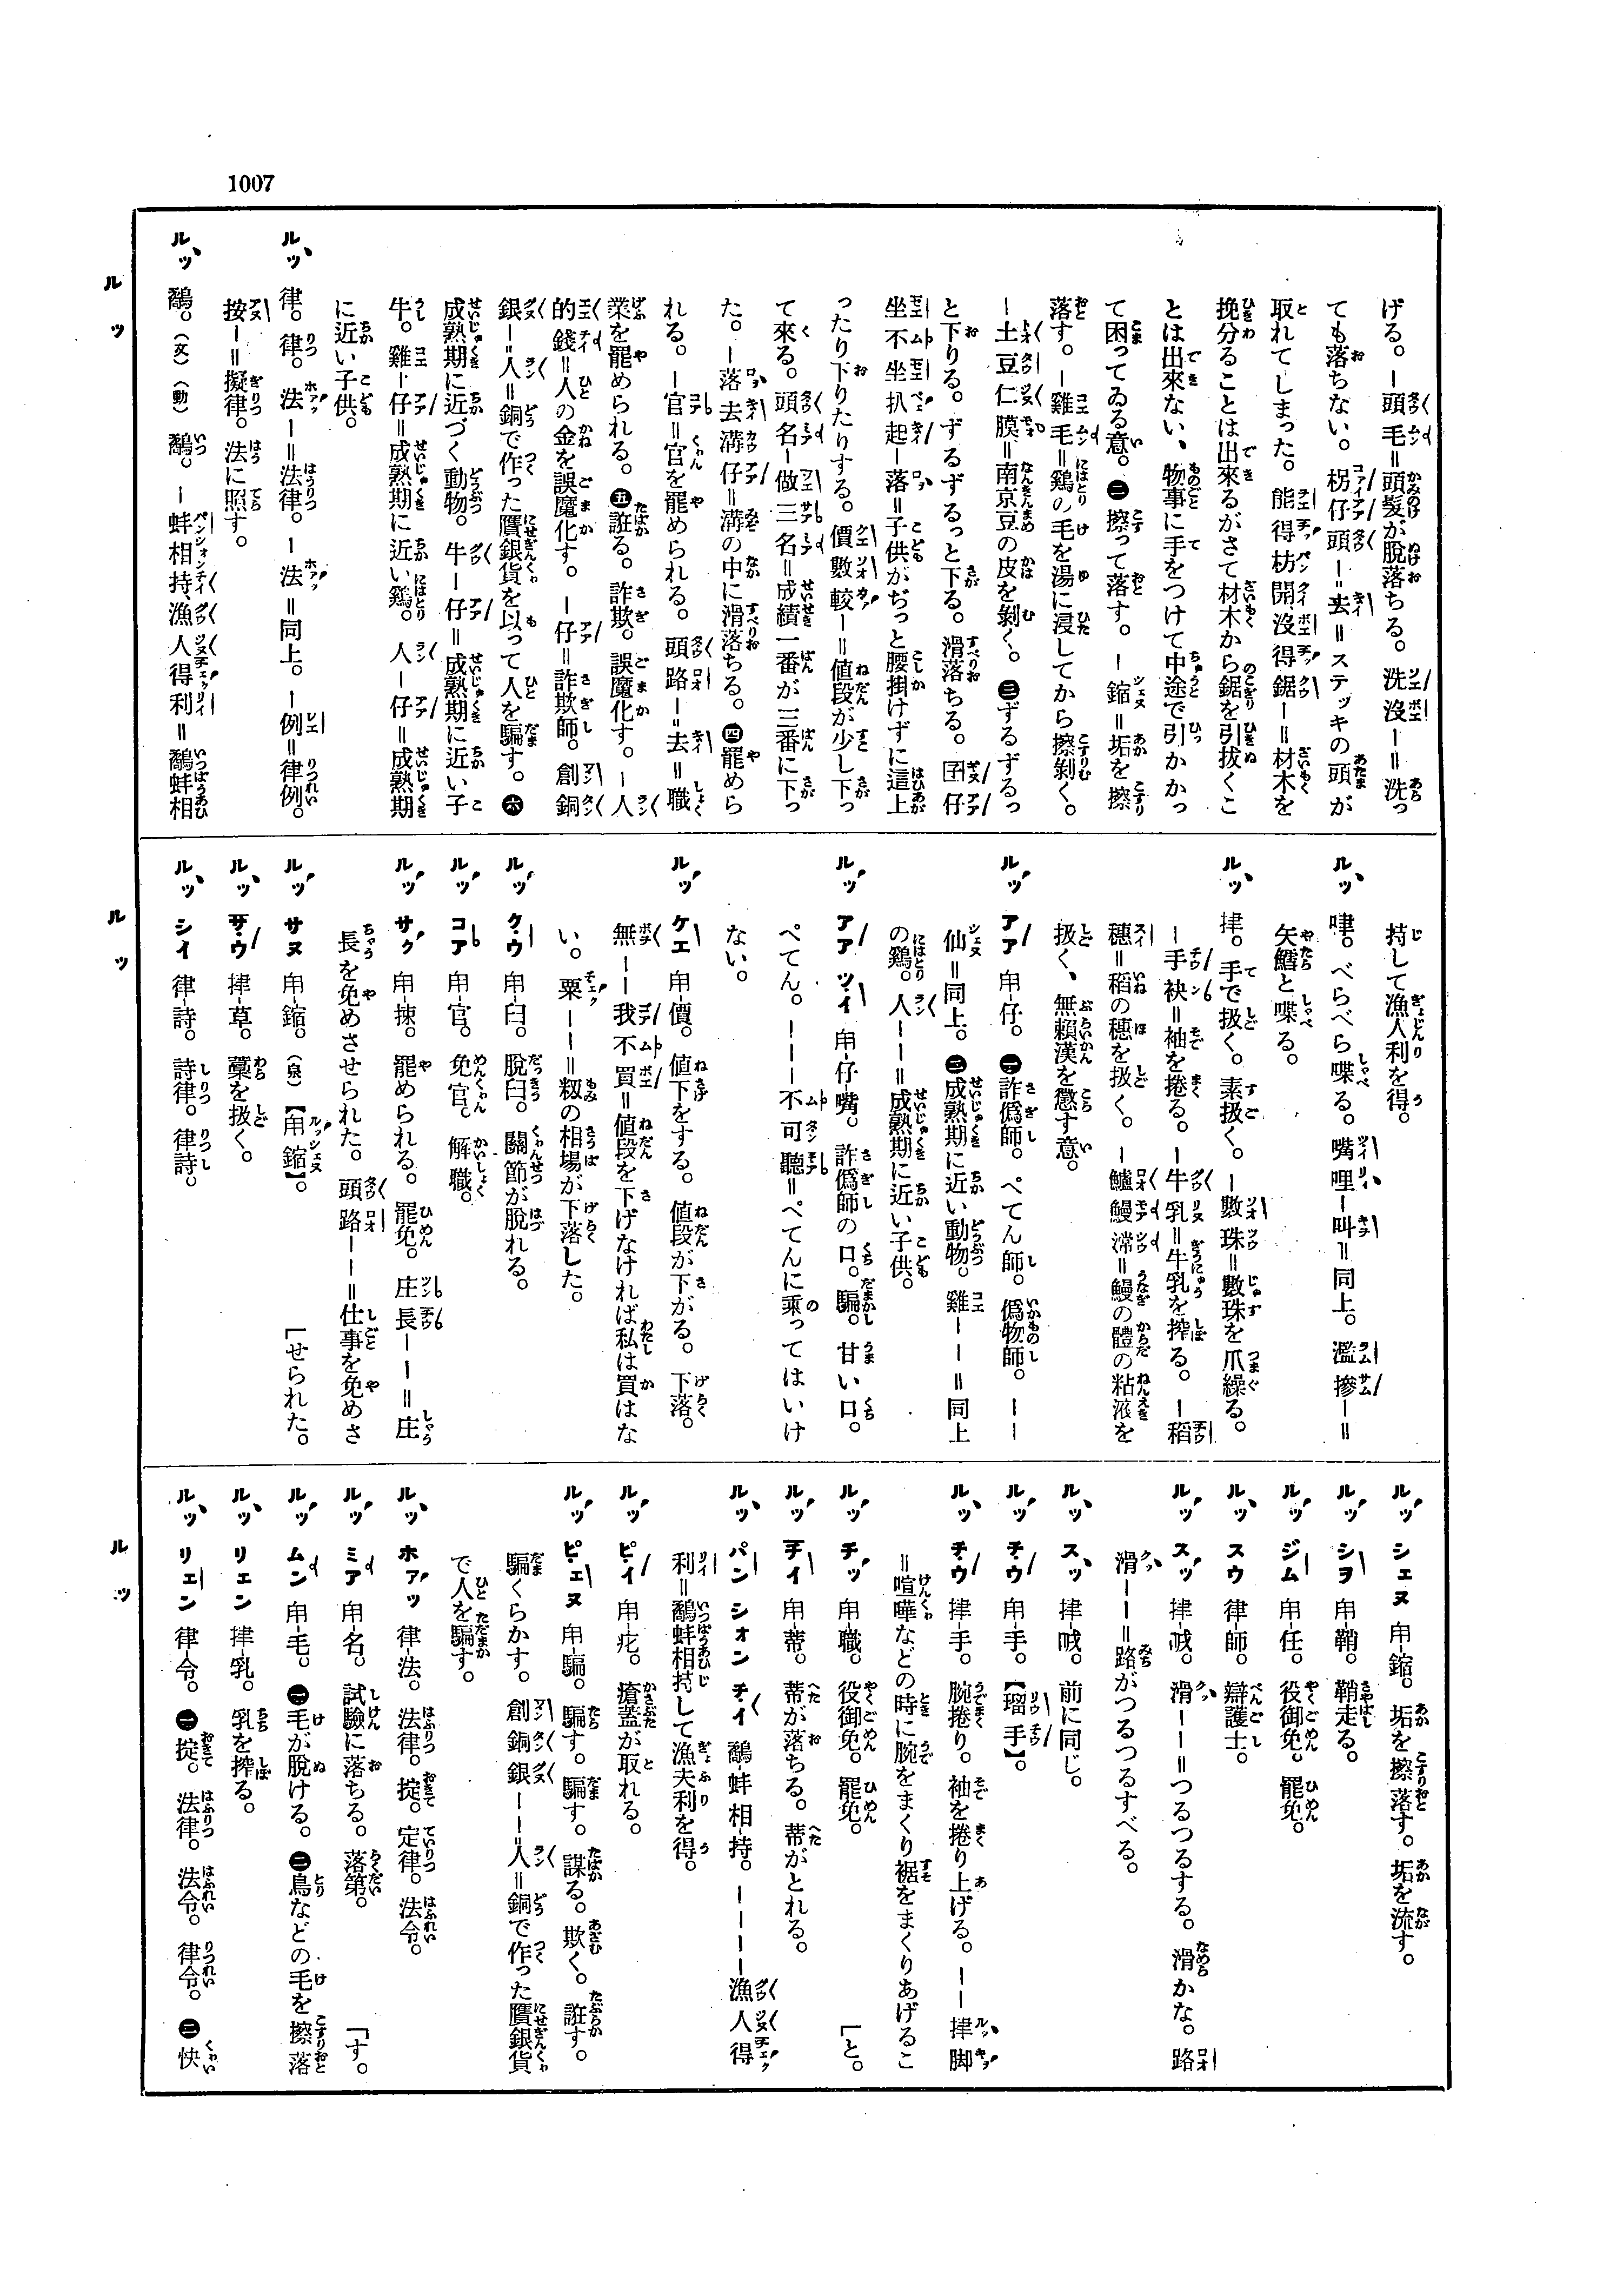 1007
げる。―頭毛＝頭髮が脫落ちる。洗沒―＝洗っ
ても落ちない。柺仔頭―＝去＝ステッキの頭が
取れてしまった。能得枋開、沒得鋸―＝材木を
挽分ることは出來るがさて材木から鋸を引拔くこ
とは出來ない、物事に手をつけて中途で引かかっ
て困ってゐる意。㊁擦って落す。―縮＝垢を擦
落す。―雞毛＝鷄の毛を湯に浸してから擦剝く。
―土豆仁膜＝南京豆の皮を剝く。㊂ずるずるっ
と下りる。ずるずるっと下る。滑落ちる。囝仔
坐不坐扒起―落＝子供がぢっと腰掛けずに這上
ったり下りたりする。價數較―＝値段が少し下っ
て來る。頭名―做三名＝成績一番が三番に下っ
た。―落去溝仔＝溝の中に滑落ちる。㊃罷めら
れる。―官＝官を罷められる。頭路―＝去＝職
業を罷められる。㊄誑る。詐欺。誤魔化す。―人
的錢＝人の金を誤魔化す。―仔＝詐欺師。創銅
銀―＝人＝銅で作った贋銀貨を以って人を騙す。㊅
成熟期に近づく動物。牛―仔＝成熟期に近い子
牛。雞―仔＝成熟期に近い鷄。人―仔＝成熟期
に近い子供。
ルッ 律。律。法―＝法律。―法＝同上。―例＝律例。
按―＝擬律。法に照す。
ルッ 鷸。（文）（動）鷸。―蚌相持、漁人得利＝鷸蚌相
ルッ
持して漁人利を得。
ルッ 嘽。べらべら喋る。嘴哩―叫＝同上。濫摻―＝
矢鱈と喋る。
ルッ 手で扱く。素扱く。―數珠＝數珠を爪繰る。
―手䘥＝袖を捲る。―牛乳＝牛乳を搾る。―稻
穗＝稻の穗を扱く。―鱸鰻滯＝鰻の體の粘液を
扱く、無賴漢を懲す意。
ルッ アア 甪―仔。㊀詐僞師。ぺてん師。僞物師。――
仙＝同上。㊁成熟期に近い動物。雞――＝同上
の鷄。人――＝成熟期に近い子供。
ルッ アア ツイ 甪―仔―嘴。詐僞師の口。騙。甘い口。
ぺてん。―――不可聽＝ぺてんに乘ってはいけ
ない。
ルッ ケエ 甪―價。値下をする。値段が下がる。下落。
無――我不買＝値段を下げなければ私は買はな
い。粟――＝籾の相場が下落した。
ルッ クウ 甪―臼。脫臼。關節が脫れる。
ルッ コア 甪―官。免官。解職。
ルッ サク 甪―捒。罷められる。罷免。庄長――＝庄
長を免めさせられた。頭路――＝仕事を免めさ
［せられた。
ルッ サヌ 甪―縮。（泉）【甪縮】。
ルッ サウ 草。藁を扱く。
ルッ シイ 律―詩。詩律。律詩。
ルッ
ルッ シェヌ 甪―縮。垢を擦落す。垢を流す。
ルッ シヲ 甪―鞘。鞘走る。
ルッ ジム 甪―任。役御免。罷免。
ルッ スウ 律―師。辯護士。
ルッ スッ 滑――＝つるつるする。滑かな。路
滑――＝路がつるつるすべる。
ルッ スッ 前に同じ。
ルッ チウ 甪―手。【瑠手】。
ルッ チウ 手。腕捲り。袖を捲り上げる。――脚
＝喧嘩などの時に腕をまくり裾をまくりあげるこ
［と。
ルッ チッ 甪―職。役御免。罷免。
ルッ チイ 甪―蒂。蒂が落ちる。蒂がとれる。
ルッ パン シォン チイ 鷸―蚌相―持。――――漁人得
利＝鷸蚌相持して漁夫利を得。
ルッ ピイ 甪―疕。瘡蓋が取れる。
ルッ ピェヌ 甪―騙。騙す。騙す。謀る。欺く。誑す。
騙くらかす。創銅銀――＝人＝銅で作った贋銀貨
で人を騙す。
ルッ ホァッ 律―法。法律。掟。定律。法令。
ルッ ミア 甪―名。試驗に落ちる。落第。
ルッ ムン 甪―毛。㊀毛が脫ける。㊁鳥などの毛を擦落
［す。
ルッ リェン 乳。乳を搾る。
ルッ リェン 律―令。㊀掟。法律。法令。律令。㊁快
ルッ